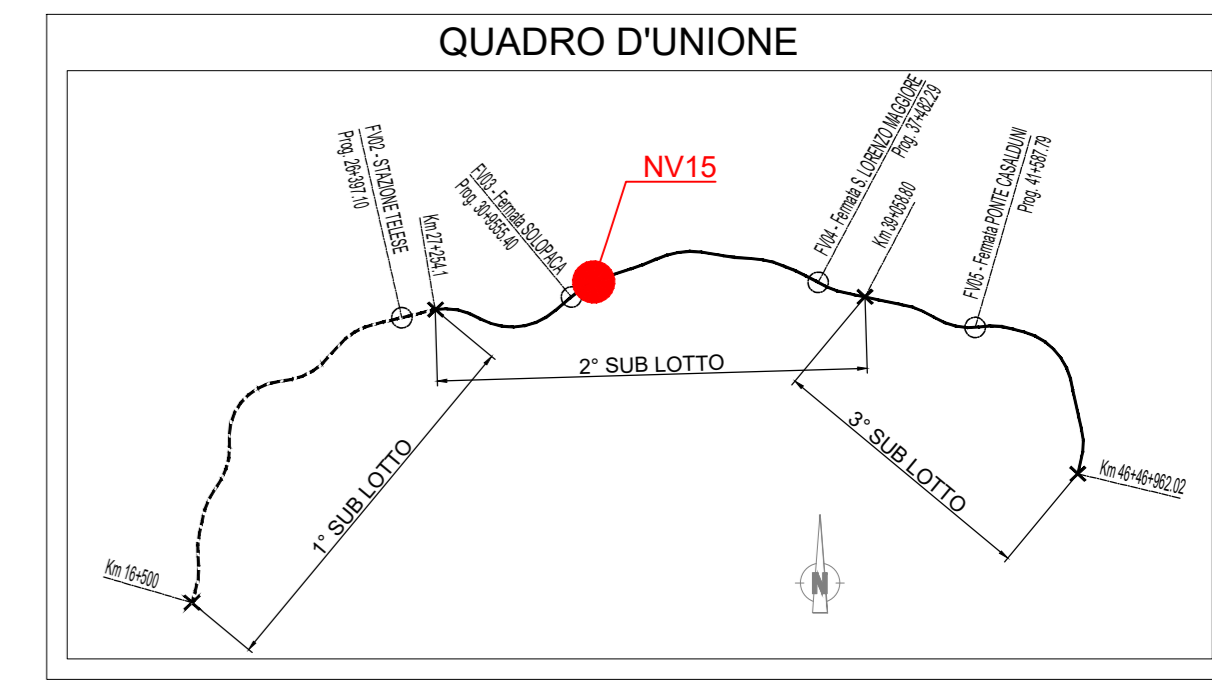 QUADRO D'UNIONE
FV02 - STAZIONE TELESE
Prog. 26+397.10
Km 27+254.1
FV03 - Fermata SOLOPACA
Prog. 30+9555.40
NV15
FV04 - Fermata S. LORENZO MAGGIORE
Prog. 37+482.29
Km 39+058.80
FV05 - Fermata PONTE CASALDUNI
Prog. 41+587.79
2° SUB LOTTO
1° SUB LOTTO
3° SUB LOTTO
Km 46+46+962.02
Km 16+500
N